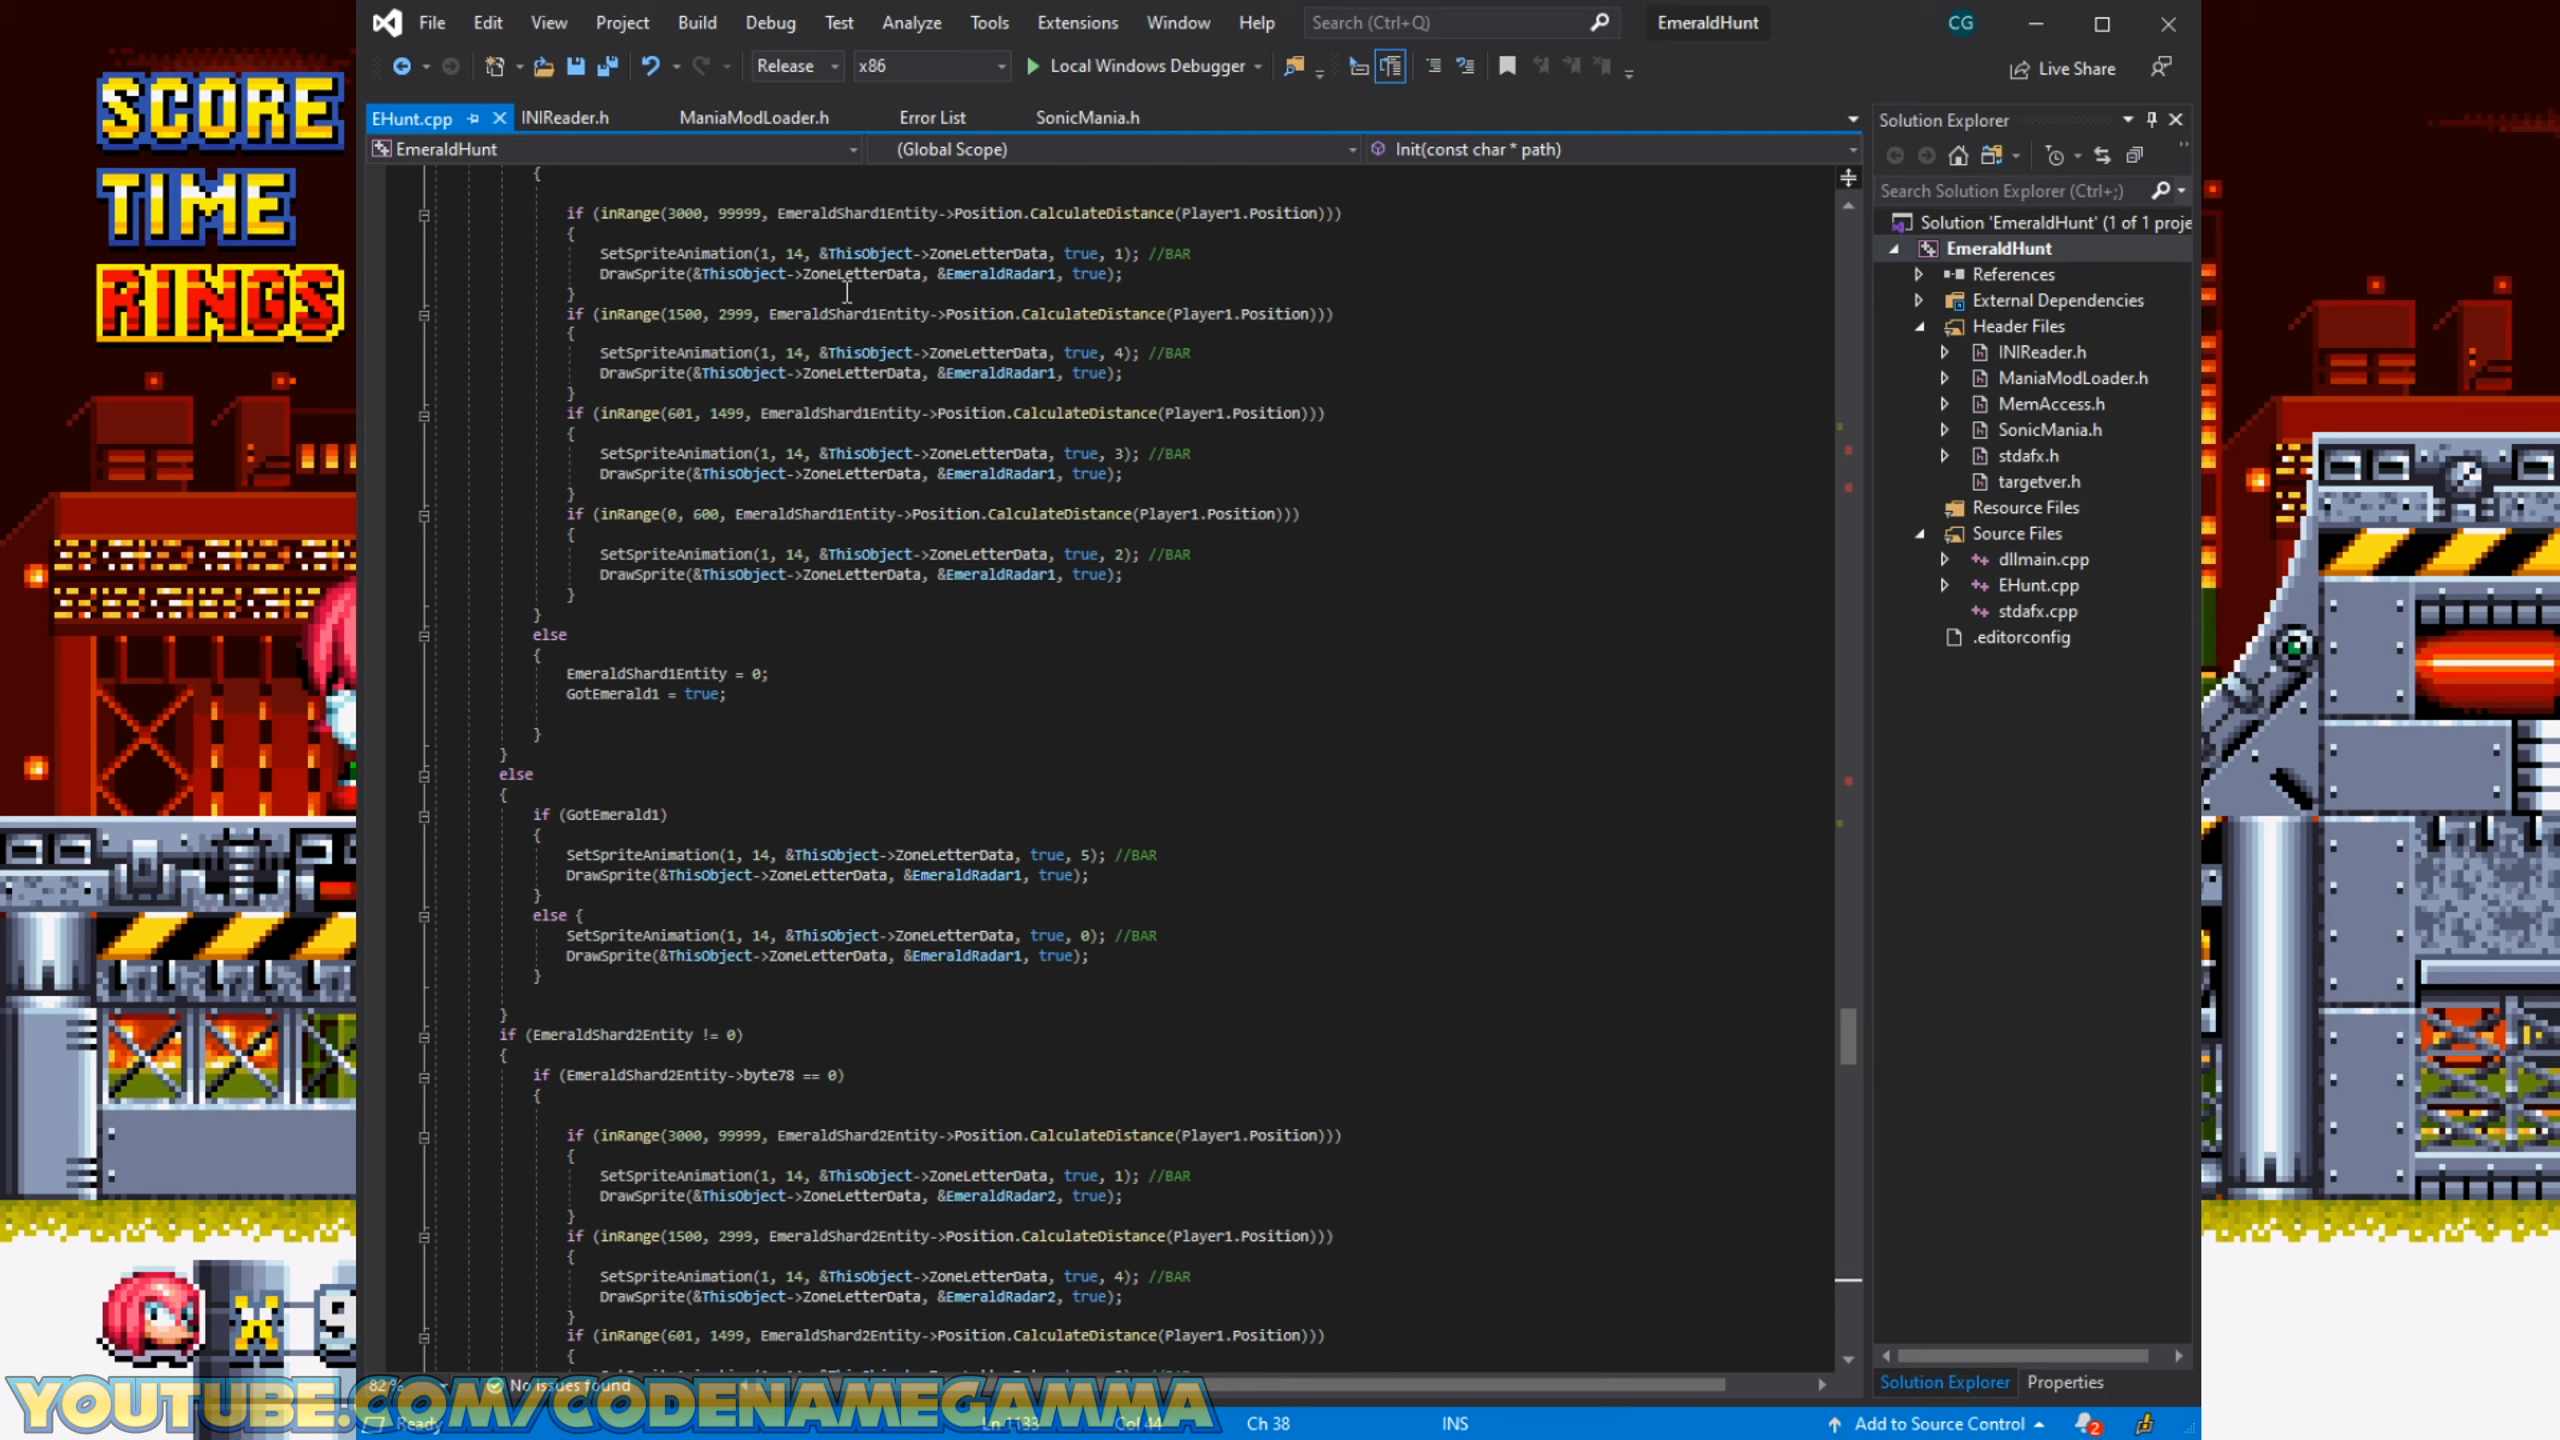 SCORE
TIME
RINGS
File Edit View Project Build Debug Test Analyze Tools Extensions Window Help Search (Ctrl+Q) EmeraldHunt CG
Release x86 Local Windows Debugger Live Share
EHunt.cpp INIReader.h ManiaModLoader.h Error List SonicMania.h
EmeraldHunt (Global Scope) Init(const char * path)
{
if (inRange(3000, 99999, EmeraldShard1Entity->Position.CalculateDistance(Player1.Position)))
{
SetSpriteAnimation(1, 14, &ThisObject->ZoneLetterData, true, 1); //BAR
DrawSprite(&ThisObject->ZoneLetterData, &EmeraldRadar1, true);
}
if (inRange(1500, 2999, EmeraldShard1Entity->Position.CalculateDistance(Player1.Position)))
{
SetSpriteAnimation(1, 14, &ThisObject->ZoneLetterData, true, 4); //BAR
DrawSprite(&ThisObject->ZoneLetterData, &EmeraldRadar1, true);
}
if (inRange(601, 1499, EmeraldShard1Entity->Position.CalculateDistance(Player1.Position)))
{
SetSpriteAnimation(1, 14, &ThisObject->ZoneLetterData, true, 3); //BAR
DrawSprite(&ThisObject->ZoneLetterData, &EmeraldRadar1, true);
}
if (inRange(0, 600, EmeraldShard1Entity->Position.CalculateDistance(Player1.Position)))
{
SetSpriteAnimation(1, 14, &ThisObject->ZoneLetterData, true, 2); //BAR
DrawSprite(&ThisObject->ZoneLetterData, &EmeraldRadar1, true);
}
}
else
{
EmeraldShard1Entity = 0;
GotEmerald1 = true;
}
}
else
{
if (GotEmerald1)
{
SetSpriteAnimation(1, 14, &ThisObject->ZoneLetterData, true, 5); //BAR
DrawSprite(&ThisObject->ZoneLetterData, &EmeraldRadar1, true);
}
else {
SetSpriteAnimation(1, 14, &ThisObject->ZoneLetterData, true, 0); //BAR
DrawSprite(&ThisObject->ZoneLetterData, &EmeraldRadar1, true);
}
}
if (EmeraldShard2Entity != 0)
{
if (EmeraldShard2Entity->byte78 == 0)
{
if (inRange(3000, 99999, EmeraldShard2Entity->Position.CalculateDistance(Player1.Position)))
{
SetSpriteAnimation(1, 14, &ThisObject->ZoneLetterData, true, 1); //BAR
DrawSprite(&ThisObject->ZoneLetterData, &EmeraldRadar2, true);
}
if (inRange(1500, 2999, EmeraldShard2Entity->Position.CalculateDistance(Player1.Position)))
{
SetSpriteAnimation(1, 14, &ThisObject->ZoneLetterData, true, 4); //BAR
DrawSprite(&ThisObject->ZoneLetterData, &EmeraldRadar2, true);
}
if (inRange(601, 1499, EmeraldShard2Entity->Position.CalculateDistance(Player1.Position)))
{
Solution Explorer
Search Solution Explorer (Ctrl+;)
Solution 'EmeraldHunt' (1 of 1 proje
EmeraldHunt
References
External Dependencies
Header Files
INIReader.h
ManiaModLoader.h
MemAccess.h
SonicMania.h
stdafx.h
targetver.h
Resource Files
Source Files
dllmain.cpp
EHunt.cpp
stdafx.cpp
.editorconfig
Solution Explorer Properties
X 9
82 % No issues found
YOUTUBE.COM/CODENAMEGAMMA
Ready Ln 1133 Col 44 Ch 38 INS Add to Source Control 2